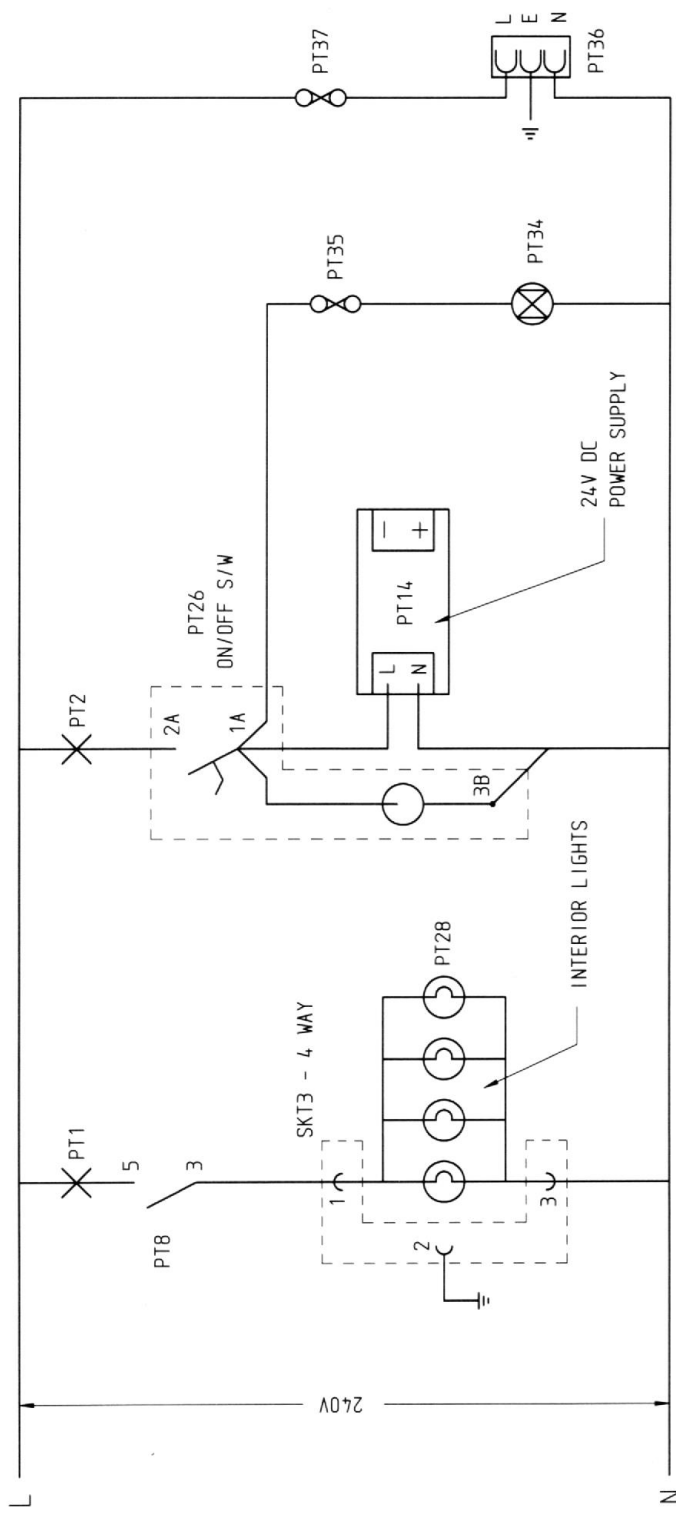 L
N
240V
PT1
5
3
PT8
SKT3 - 4 WAY
1
2
3
PT28
INTERIOR LIGHTS
PT2
2A
1A
PT26
ON/OFF S/W
3B
L
N
PT14
- +
24V DC
POWER SUPPLY
PT35
PT34
PT37
L
E
N
PT36